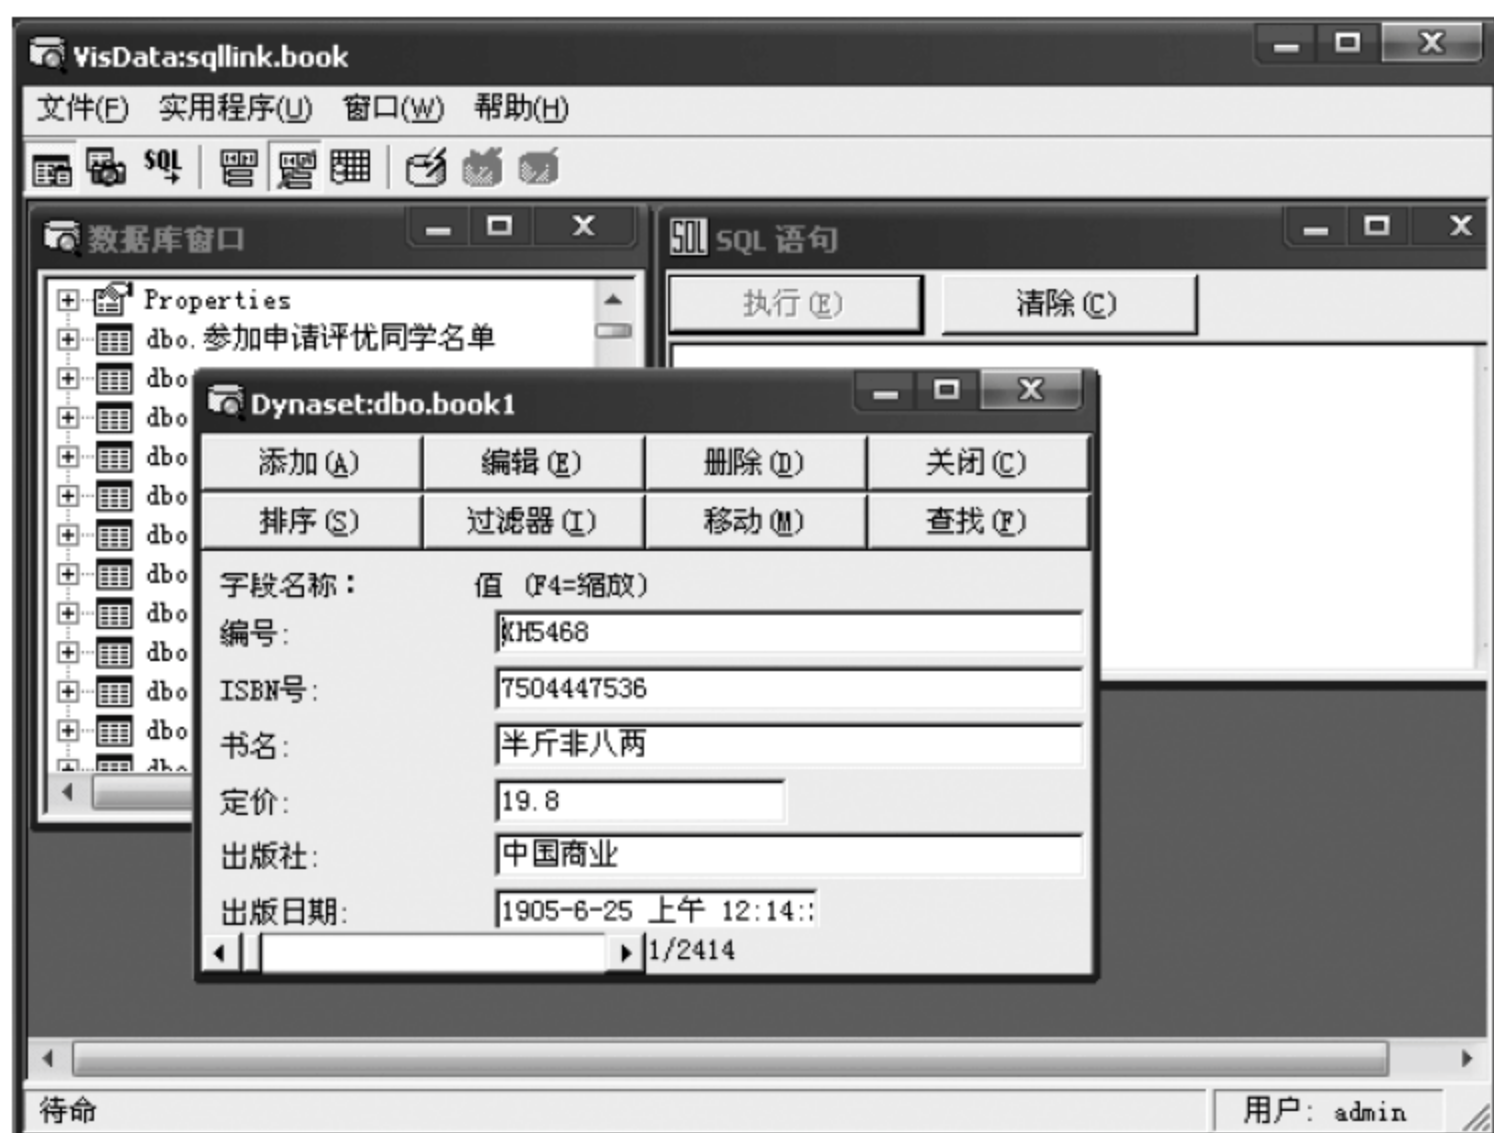 VisData:sqllink.book
文件(F) 实用程序(U) 窗口(W) 帮助(H)
SQL
数据库窗口
SQL 语句
Properties
执行(E) 清除(C)
dbo.参加申请评优同学名单
dbo
Dynaset:dbo.book1
dbo
dbo
添加(A) 编辑(E) 册除(D) 关闭(C)
dbo
排序(S) 过滤器(I) 移动(M) 查找(F)
dbo
dbo
字段名称: 值 (F4=缩放)
dbo
编号: KH5468
dbo
ISBN号: 7504447536
dbo
书名: 半斤非八两
dbo
定价: 19.8
出版社: 中国商业
出版日期: 1905-6-25 上午 12:14:
1/2414
待命 用户: admin